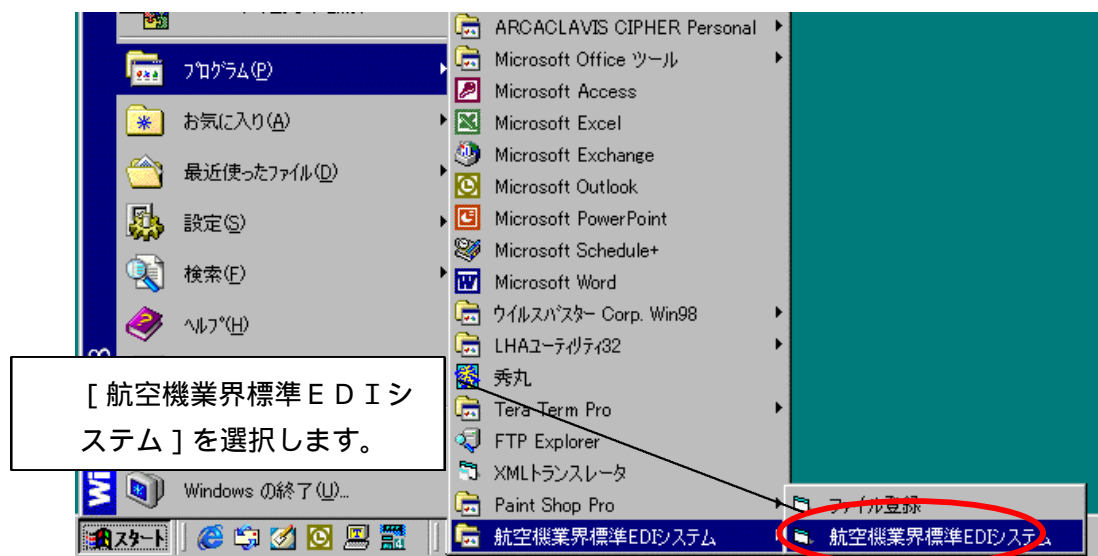 ARCACLAVIS CIPHER Personal
プログラム(P)
Microsoft Office ツール
Microsoft Access
お気に入り(A)
Microsoft Excel
Microsoft Exchange
最近使ったファイル(D)
Microsoft Outlook
設定(S)
Microsoft PowerPoint
Microsoft Schedule+
検索(F)
Microsoft Word
ヘルプ(H)
ウイルスバスター Corp. Win98
LHAユーティリティ32
秀丸
[ 航空機業界標準ＥＤＩシ
ステム ] を選択します。
Tera Term Pro
FTP Explorer
XMLトランスレータ
Windows の終了(U)...
Paint Shop Pro
ファイル登録
スタート
航空機業界標準EDIシステム
航空機業界標準EDIシステム